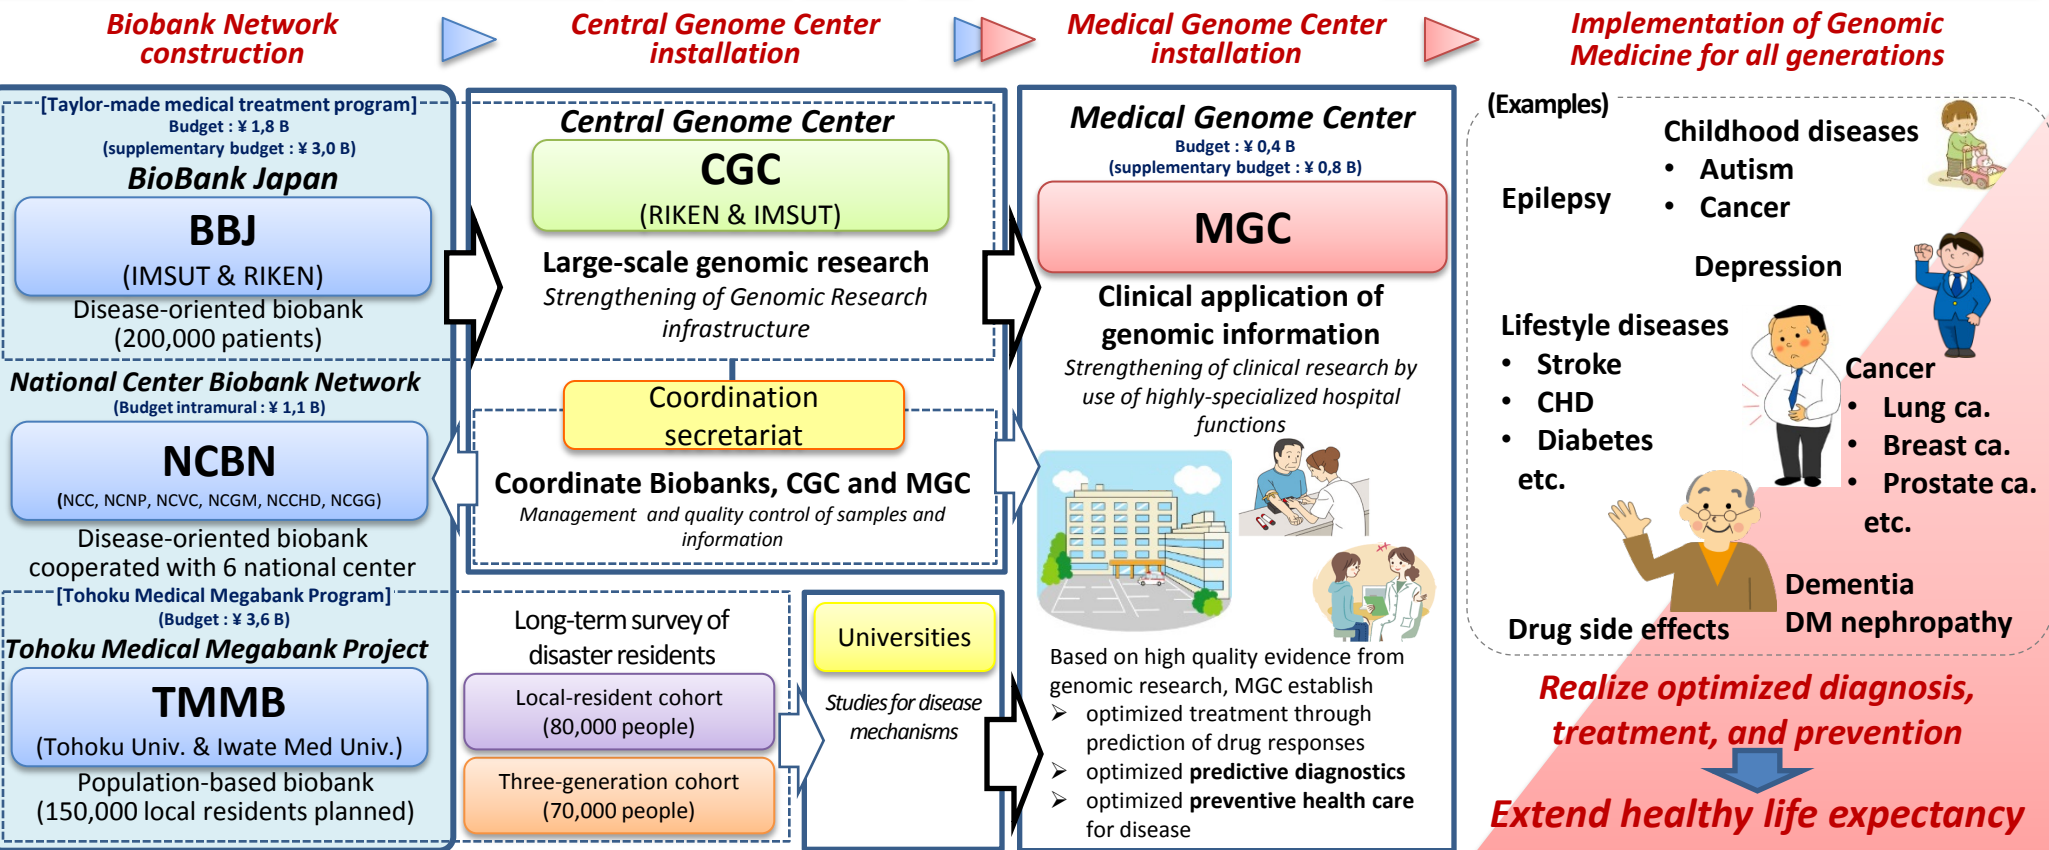 Biobank Network
construction
Central Genome Center
installation
Medical Genome Center
installation
Implementation of Genomic
Medicine for all generations
[Taylor-made medical treatment program]
Budget : ¥ 1,8 B
(supplementary budget : ¥ 3,0 B)
BioBank Japan
BBJ
(IMSUT & RIKEN)
Disease-oriented biobank
(200,000 patients)
National Center Biobank Network
(Budget intramural : ¥ 1,1 B)
NCBN
(NCC, NCNP, NCVC, NCGM, NCCHD, NCGG)
Disease-oriented biobank
cooperated with 6 national center
[Tohoku Medical Megabank Program]
(Budget : ¥ 3,6 B)
Tohoku Medical Megabank Project
TMMB
(Tohoku Univ. & Iwate Med Univ.)
Population-based biobank
(150,000 local residents planned)
Central Genome Center
CGC
(RIKEN & IMSUT)
Large-scale genomic research
Strengthening of Genomic Research
infrastructure
Coordination
secretariat
Coordinate Biobanks, CGC and MGC
Management and quality control of samples and
information
Long-term survey of
disaster residents
Local-resident cohort
(80,000 people)
Three-generation cohort
(70,000 people)
Universities
Studies for disease
mechanisms
Medical Genome Center
Budget : ¥ 0,4 B
(supplementary budget : ¥ 0,8 B)
MGC
Clinical application of
genomic information
Strengthening of clinical research by
use of highly-specialized hospital
functions
Based on high quality evidence from
genomic research, MGC establish
➢ optimized treatment through
prediction of drug responses
➢ optimized predictive diagnostics
➢ optimized preventive health care
for disease
(Examples)
Childhood diseases
• Autism
• Cancer
Epilepsy
Depression
Lifestyle diseases
• Stroke
• CHD
• Diabetes
etc.
Cancer
• Lung ca.
• Breast ca.
• Prostate ca.
etc.
Dementia
DM nephropathy
Drug side effects
Realize optimized diagnosis,
treatment, and prevention
Extend healthy life expectancy